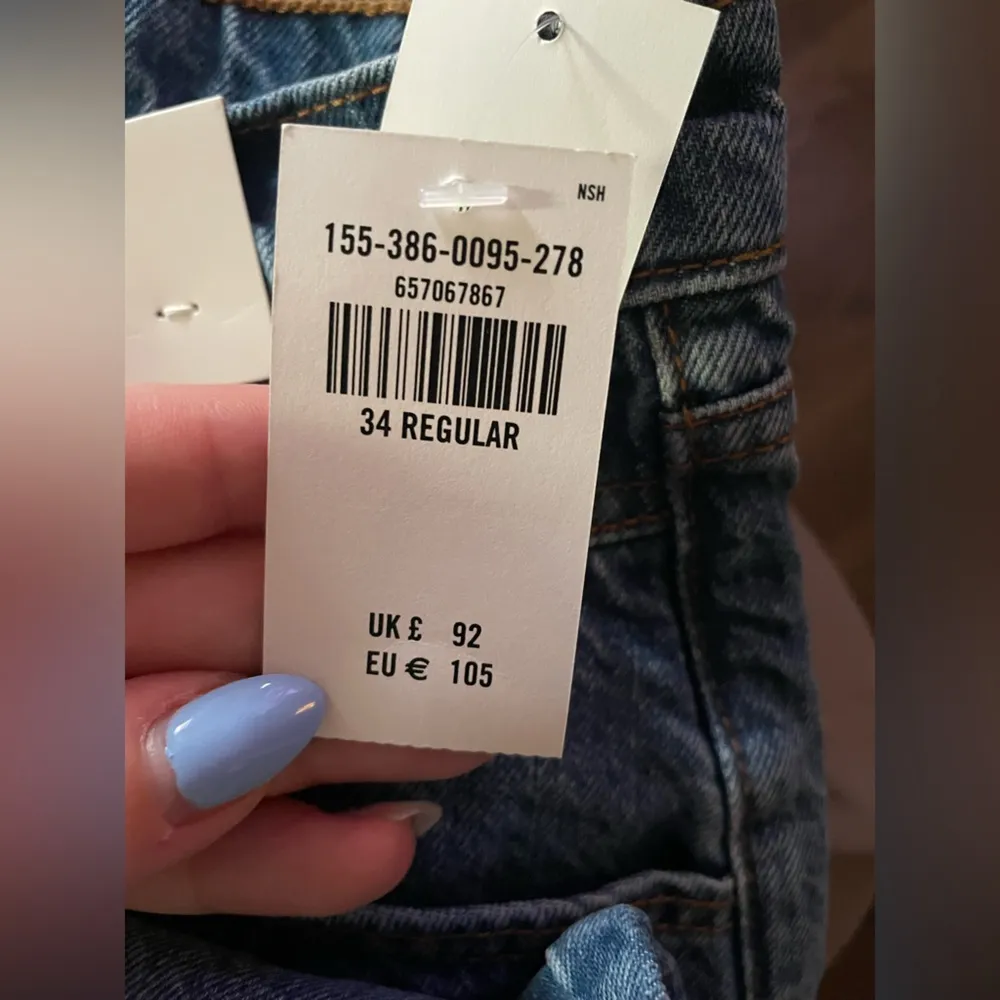 NSH
155-386-0095-278
657067867
34 REGULAR
UK £ 92
EU € 105